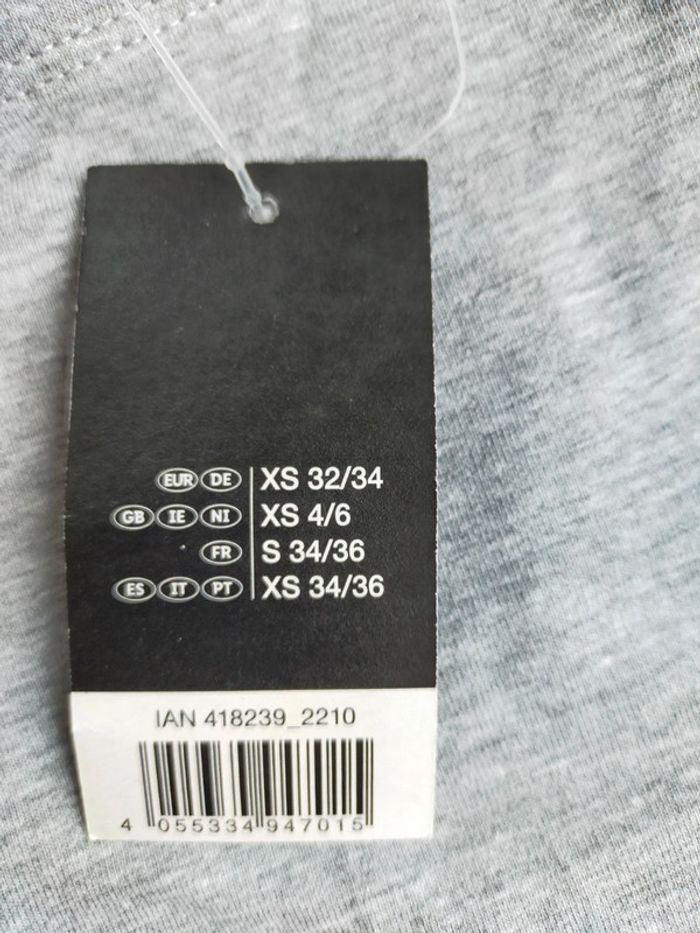 EUR DE XS 32/34
GB IE NI XS 4/6
FR S 34/36
ES IT PT XS 34/36
IAN 418239_2210
4 055334 947015